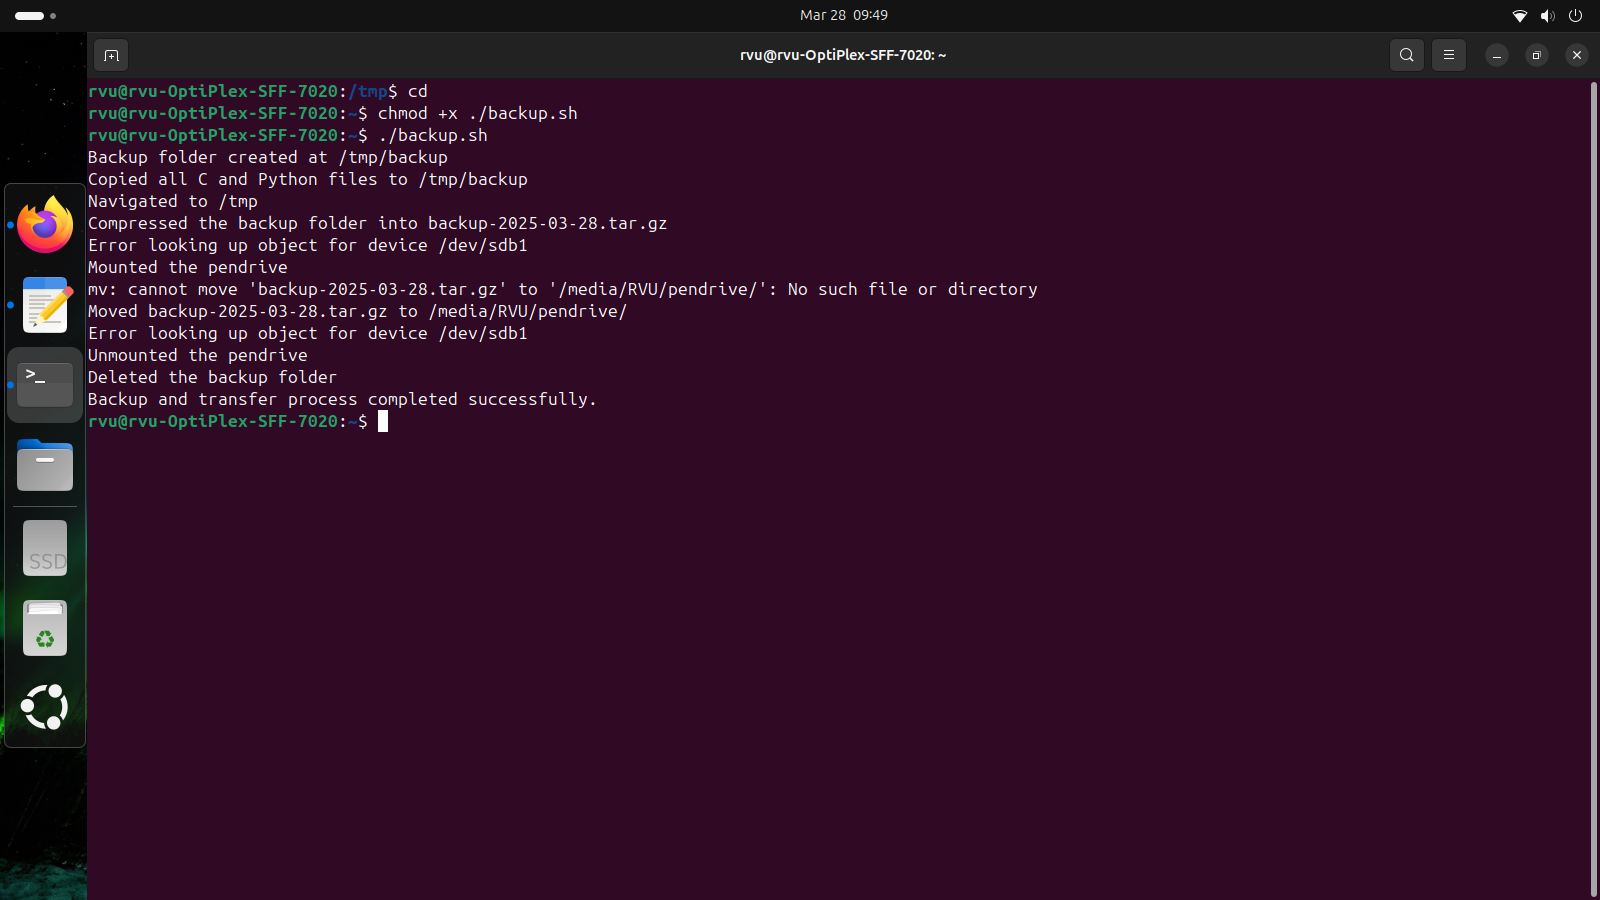 Mar 28 09:49
rvu@rvu-OptiPlex-SFF-7020: ~
rvu@rvu-OptiPlex-SFF-7020:/tmp$ cd
rvu@rvu-OptiPlex-SFF-7020:~$ chmod +x ./backup.sh
rvu@rvu-OptiPlex-SFF-7020:~$ ./backup.sh
Backup folder created at /tmp/backup
Copied all C and Python files to /tmp/backup
Navigated to /tmp
Compressed the backup folder into backup-2025-03-28.tar.gz
Error looking up object for device /dev/sdb1
Mounted the pendrive
mv: cannot move 'backup-2025-03-28.tar.gz' to '/media/RVU/pendrive/': No such file or directory
Moved backup-2025-03-28.tar.gz to /media/RVU/pendrive/
Error looking up object for device /dev/sdb1
Unmounted the pendrive
Deleted the backup folder
Backup and transfer process completed successfully.
rvu@rvu-OptiPlex-SFF-7020:~$
>_
SSD